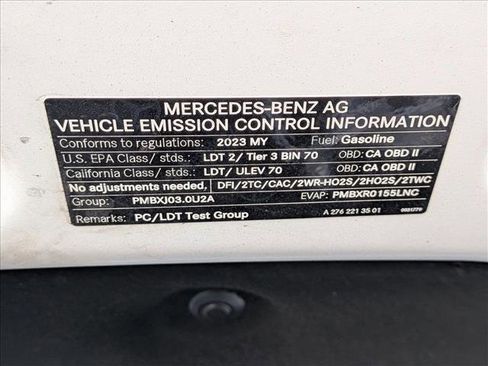 MERCEDES-BENZ AG
VEHICLE EMISSION CONTROL INFORMATION
Conforms to regulations: 2023 MY Fuel: Gasoline
U.S. EPA Class/ stds.: LDT 2/ Tier 3 BIN 70 OBD: CA OBD II
California Class/ stds.: LDT/ ULEV 70 OBD: CA OBD II
No adjustments needed, DFI/2TC/CAC/2WR-HO2S/2HO2S/2TWC
Group: PMBXJ03.0U2A EVAP: PMBXR0155LNC
Remarks: PC/LDT Test Group A 276 221 35 01